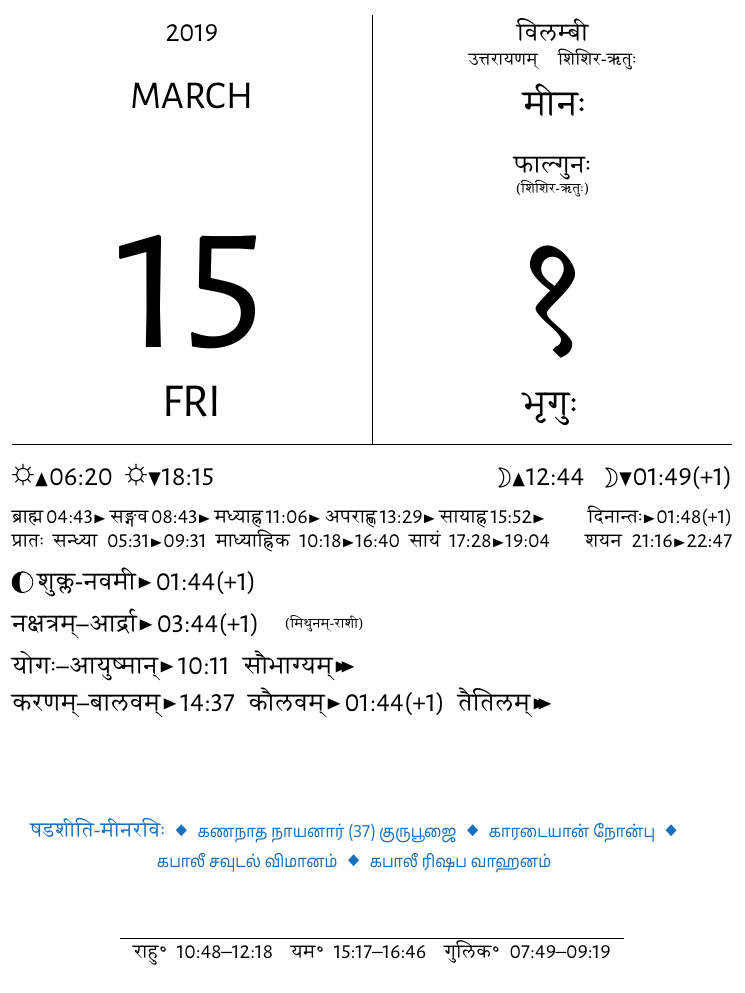 2019
MARCH
15
FRI
विलम्बी
उत्तरायणम् शिशिर-ऋतुः
मीनः
फाल्गुनः
(शिशिर-ऋतुः)
१
भृगुः
☼▲06:20 ☼▼18:15 ☽▲12:44 ☽▼01:49(+1)
ब्राह्म 04:43► सङ्गव 08:43► मध्याह्न 11:06► अपराह्ण 13:29► सायाह्न 15:52► दिनान्तः►01:48(+1)
प्रातः सन्ध्या 05:31►09:31 माध्याह्निक 10:18►16:40 सायं 17:28►19:04 शयन 21:16►22:47
शुक्ल-नवमी► 01:44(+1)
नक्षत्रम्–आर्द्रा► 03:44(+1) (मिथुनम्-राशी)
योगः–आयुष्मान्►10:11 सौभाग्यम्►►
करणम्–बालवम्►14:37 कौलवम्►01:44(+1) तैतिलम्►►
षडशीति-मीनरविः ◆ கணநாத நாயனார் (37) குருபூஜை ◆ காரடையான் நோன்பு ◆
கபாலீ சவுடல் விமானம் ◆ கபாலீ ரிஷப வாஹனம்
राहु॰ 10:48–12:18 यम॰ 15:17–16:46 गुलिक॰ 07:49–09:19